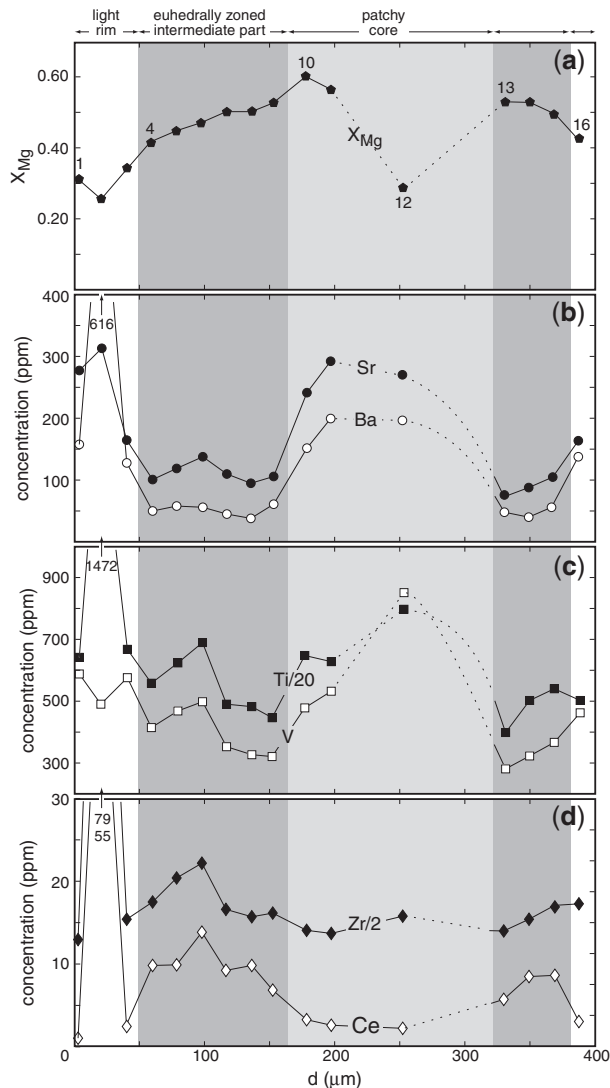 light
rim
euhedrally zoned
intermediate part
patchy
core
(a)
0.60
0.40
0.20
X_Mg
1
4
10
12
13
16
X_Mg
(b)
400
300
200
100
concentration (ppm)
616
Sr
Ba
(c)
900
700
500
300
concentration (ppm)
1472
Ti/20
V
(d)
30
20
10
0
concentration (ppm)
79
55
Zr/2
Ce
0
100
200
300
400
d (µm)